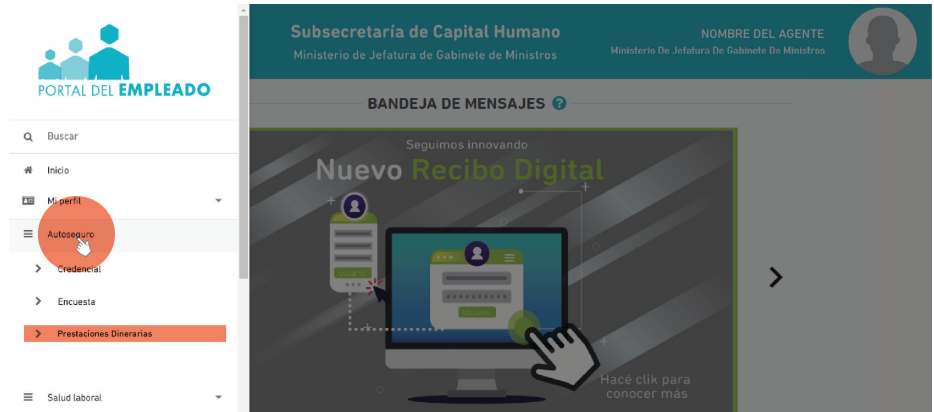 PORTAL DEL EMPLEADO
Buscar
Inicio
Mi perfil
Autoseguro
Credencial
Encuesta
Prestaciones Dinerarias
Salud laboral
Subsecretaría de Capital Humano
Ministerio de Jefatura de Gabinete de Ministros
NOMBRE DEL AGENTE
Ministerio De Jefatura De Gabinete De Ministros
BANDEJA DE MENSAJES ?
Seguimos innovando
Nuevo Recibo Digital
Hacé clik para
conocer más